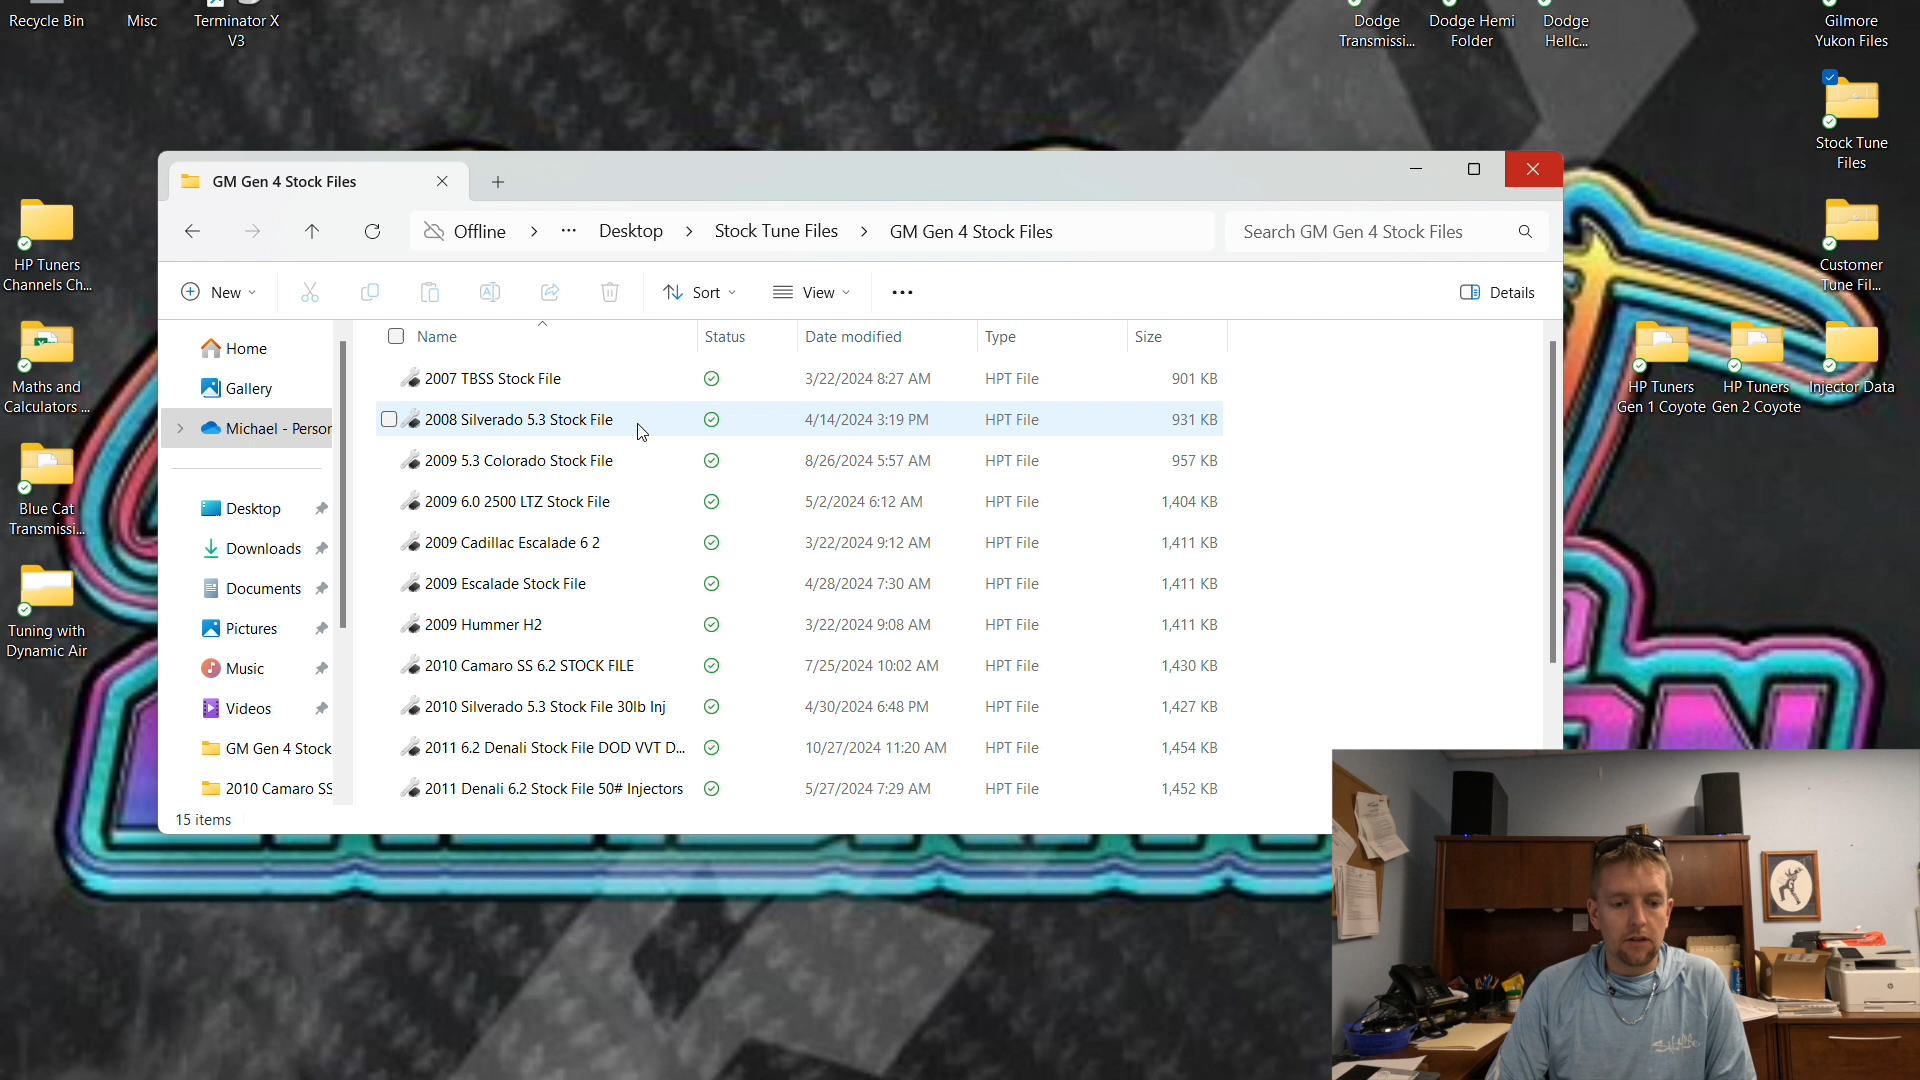 Recycle Bin
Misc
Terminator X
V3
Dodge
Transmissi...
Dodge Hemi
Folder
Dodge
Hellc...
Gilmore
Yukon Files
Stock Tune
Files
HP Tuners
Channels Ch...
Customer
Tune Fil...
Maths and
Calculators ...
HP Tuners
Gen 1 Coyote
HP Tuners
Gen 2 Coyote
Injector Data
Blue Cat
Transmissi...
Tuning with
Dynamic Air
GM Gen 4 Stock Files
Offline > ... Desktop > Stock Tune Files > GM Gen 4 Stock Files
Search GM Gen 4 Stock Files
New
Sort
View
Details
Home
Gallery
Michael - Person
Desktop
Downloads
Documents
Pictures
Music
Videos
GM Gen 4 Stock
2010 Camaro SS
Name Status Date modified Type Size
2007 TBSS Stock File 3/22/2024 8:27 AM HPT File 901 KB
2008 Silverado 5.3 Stock File 4/14/2024 3:19 PM HPT File 931 KB
2009 5.3 Colorado Stock File 8/26/2024 5:57 AM HPT File 957 KB
2009 6.0 2500 LTZ Stock File 5/2/2024 6:12 AM HPT File 1,404 KB
2009 Cadillac Escalade 6 2 3/22/2024 9:12 AM HPT File 1,411 KB
2009 Escalade Stock File 4/28/2024 7:30 AM HPT File 1,411 KB
2009 Hummer H2 3/22/2024 9:08 AM HPT File 1,411 KB
2010 Camaro SS 6.2 STOCK FILE 7/25/2024 10:02 AM HPT File 1,430 KB
2010 Silverado 5.3 Stock File 30lb Inj 4/30/2024 6:48 PM HPT File 1,427 KB
2011 6.2 Denali Stock File DOD VVT D... 10/27/2024 11:20 AM HPT File 1,454 KB
2011 Denali 6.2 Stock File 50# Injectors 5/27/2024 7:29 AM HPT File 1,452 KB
15 items